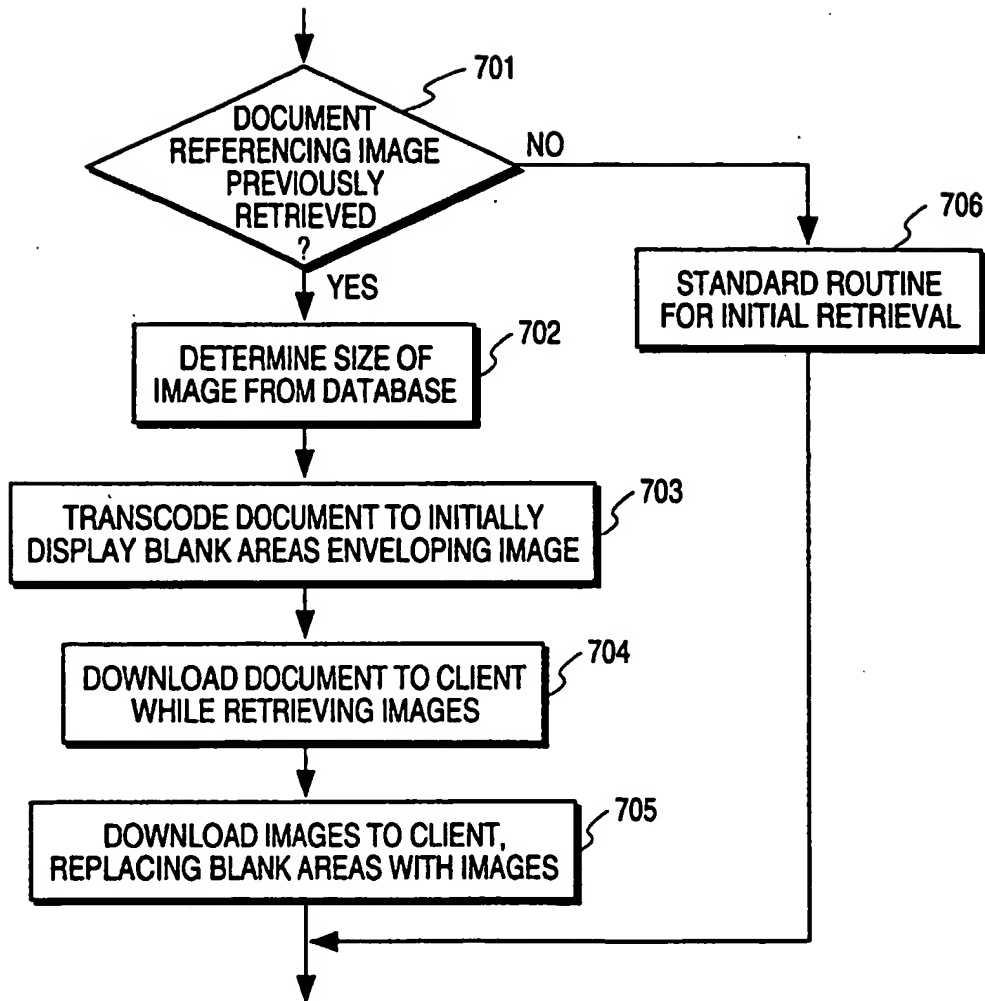 701
DOCUMENT
REFERENCING IMAGE
PREVIOUSLY
RETRIEVED
?
NO
YES
706
STANDARD ROUTINE
FOR INITIAL RETRIEVAL
702
DETERMINE SIZE OF
IMAGE FROM DATABASE
703
TRANSCODE DOCUMENT TO INITIALLY
DISPLAY BLANK AREAS ENVELOPING IMAGE
704
DOWNLOAD DOCUMENT TO CLIENT
WHILE RETRIEVING IMAGES
705
DOWNLOAD IMAGES TO CLIENT,
REPLACING BLANK AREAS WITH IMAGES